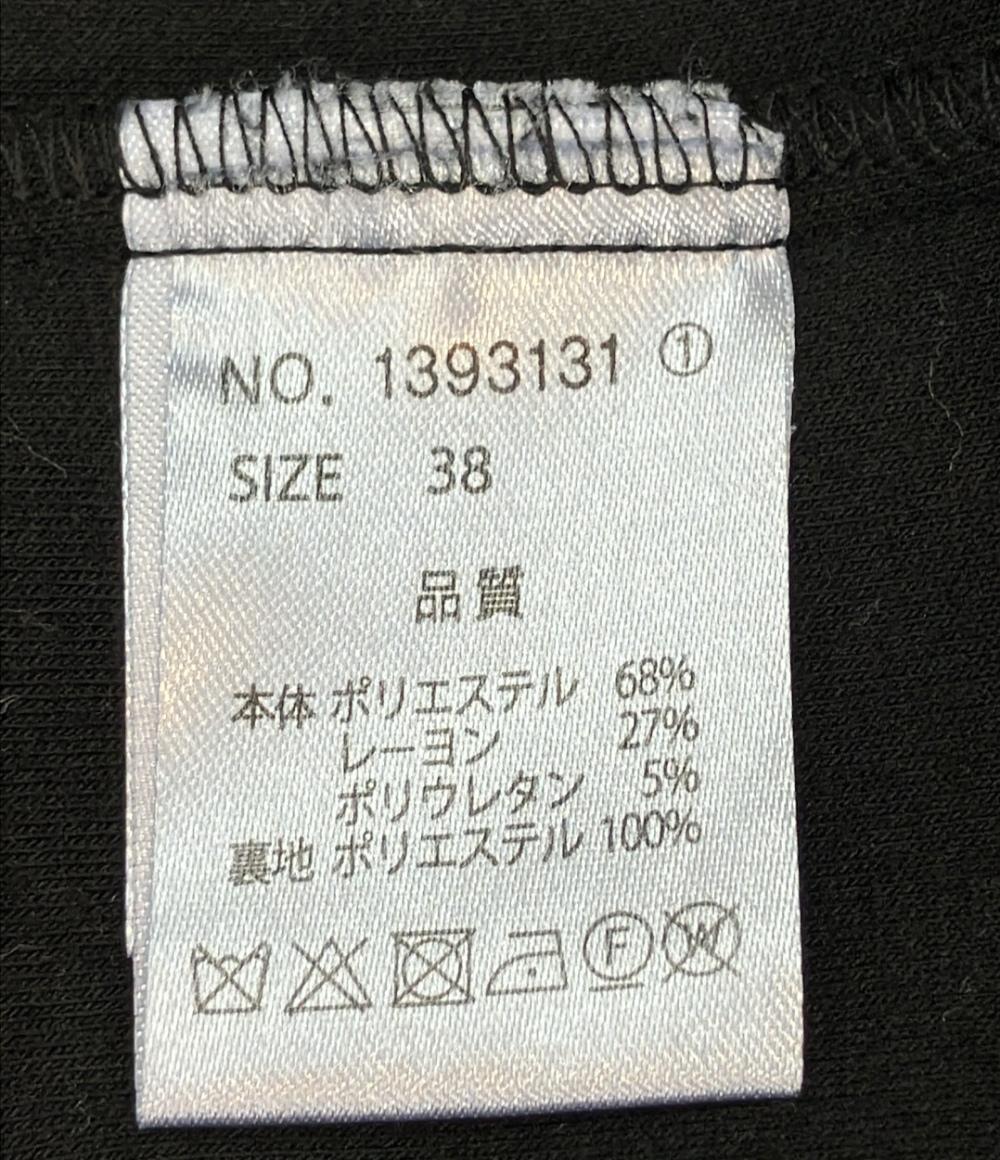 NO. 1393131 ①
SIZE 38
品質
本体 ポリエステル 68%
レーヨン 27%
ポリウレタン 5%
裏地 ポリエステル 100%
F W